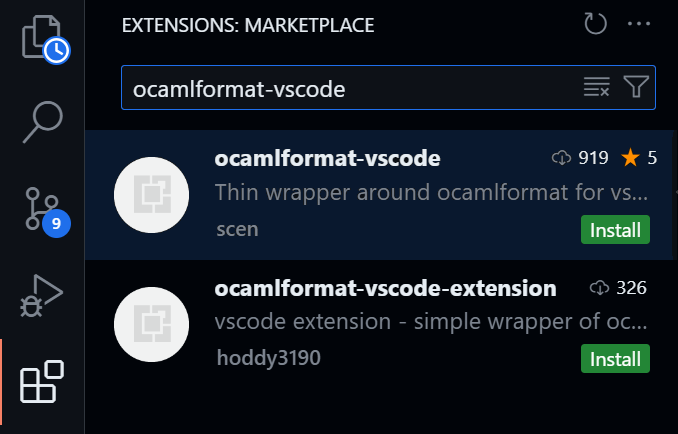 EXTENSIONS: MARKETPLACE
ocamlformat-vscode
ocamlformat-vscode 919 5
Thin wrapper around ocamlformat for vs...
scen
Install
9
ocamlformat-vscode-extension 326
vscode extension - simple wrapper of oc...
hoddy3190
Install